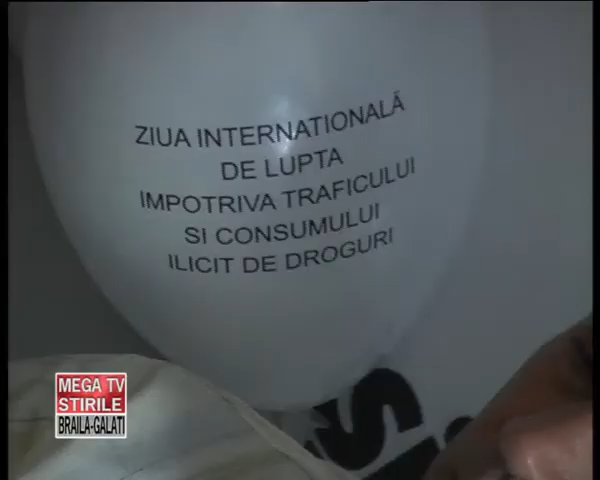 ZIUA INTERNATIONALĂ
DE LUPTA
IMPOTRIVA TRAFICULUI
SI CONSUMULUI
ILICIT DE DROGURI
MEGA TV
STIRILE
BRAILA-GALATI